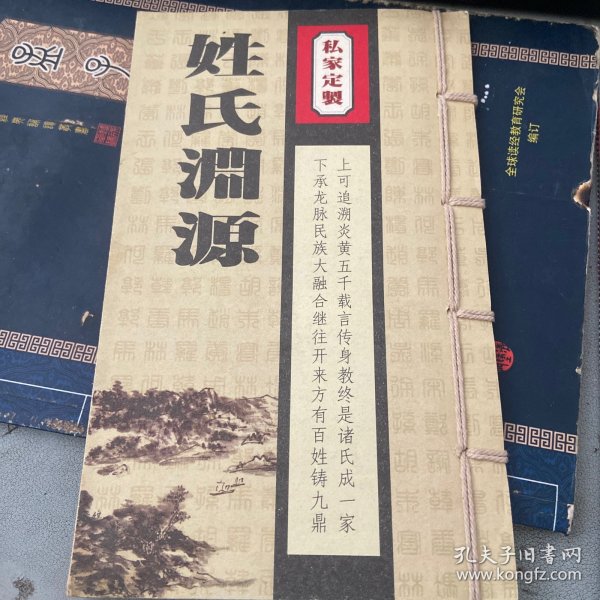 姓氏淵源
私家定製
上可追溯炎黄五千载言传身教终是诸氏成一家
下承龙脉民族大融合继往开来方有百姓铸九鼎
全球读经教育研究会
编订
孔夫子旧书网
www.kongfz.com